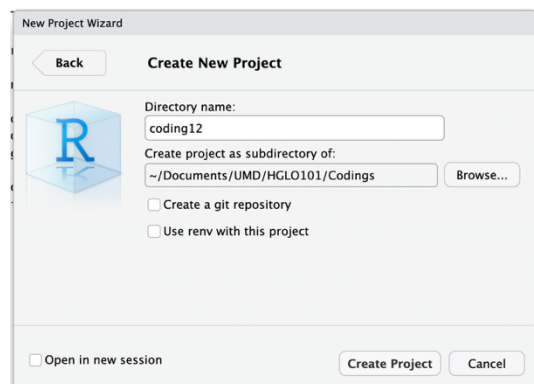 New Project Wizard
Back
Create New Project
R
Directory name:
coding12
Create project as subdirectory of:
~/Documents/UMD/HGLO101/Codings
Browse...
Create a git repository
Use renv with this project
Open in new session
Create Project
Cancel